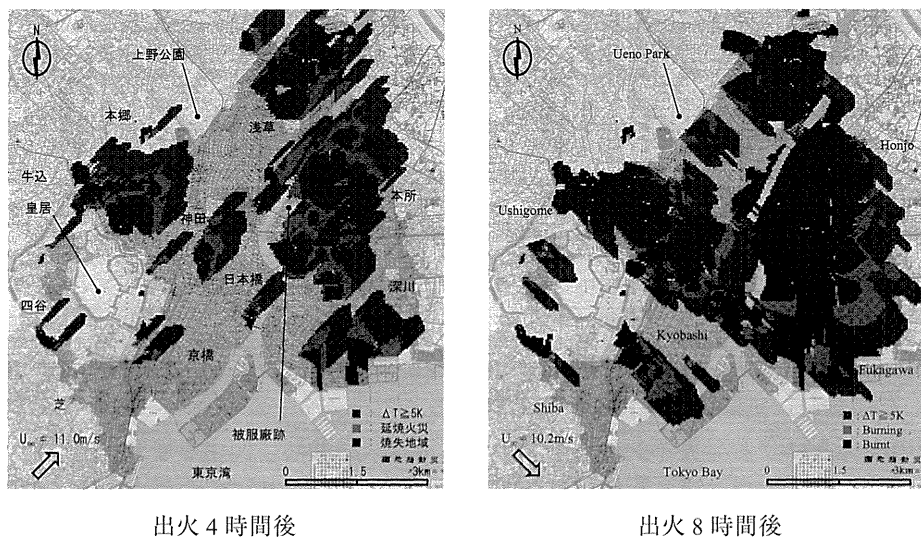 N
上野公園
本郷
浅草
牛込
皇居
本所
神田
日本橋
四谷
深川
京橋
芝
被服廠跡
U∞ = 11.0m/s
東京湾
ΔT≧5K
延焼火災
焼失地域
0 1.5 3km
出火 4 時間後
N
Ueno Park
Honjo
Ushigome
Kyobashi
Fukagawa
Shiba
U∞ = 10.2m/s
Tokyo Bay
: ΔT≧5K
: Burning
: Burnt
0 1.5 3km
出火 8 時間後